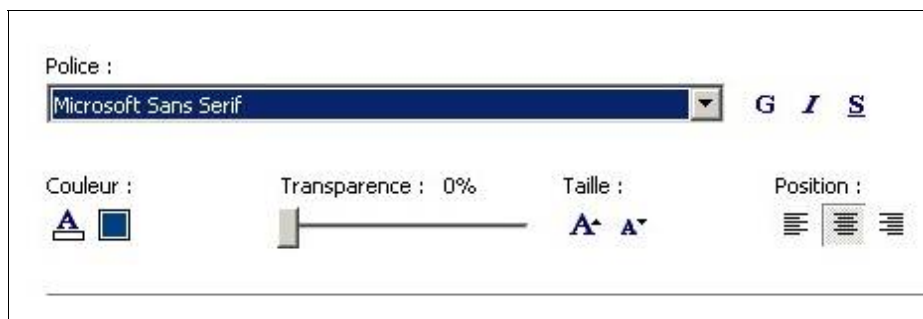 Police :
Microsoft Sans Serif G I S
Couleur : Transparence : 0% Taille : Position :
A A A